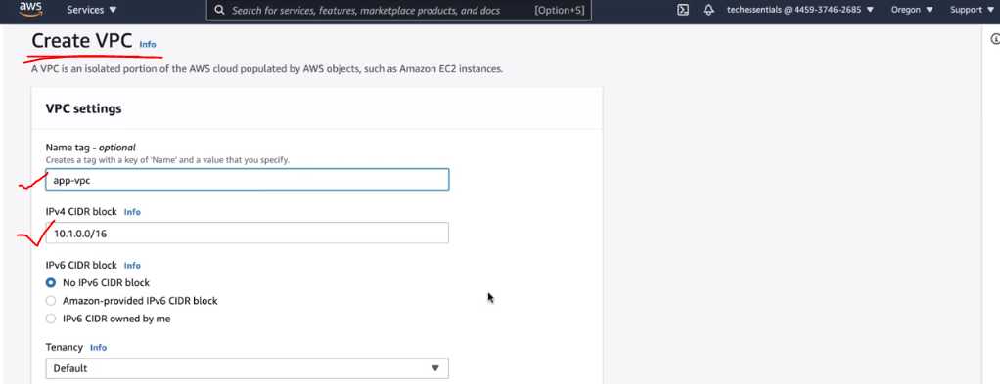 aws Services Search for services, features, marketplace products, and docs [Option+S] techessentials @ 4459-3746-2685 Oregon Support
Create VPC Info
A VPC is an isolated portion of the AWS cloud populated by AWS objects, such as Amazon EC2 instances.
VPC settings
Name tag - optional
Creates a tag with a key of 'Name' and a value that you specify.
app-vpc
IPv4 CIDR block Info
10.1.0.0/16
IPv6 CIDR block Info
No IPv6 CIDR block
Amazon-provided IPv6 CIDR block
IPv6 CIDR owned by me
Tenancy Info
Default